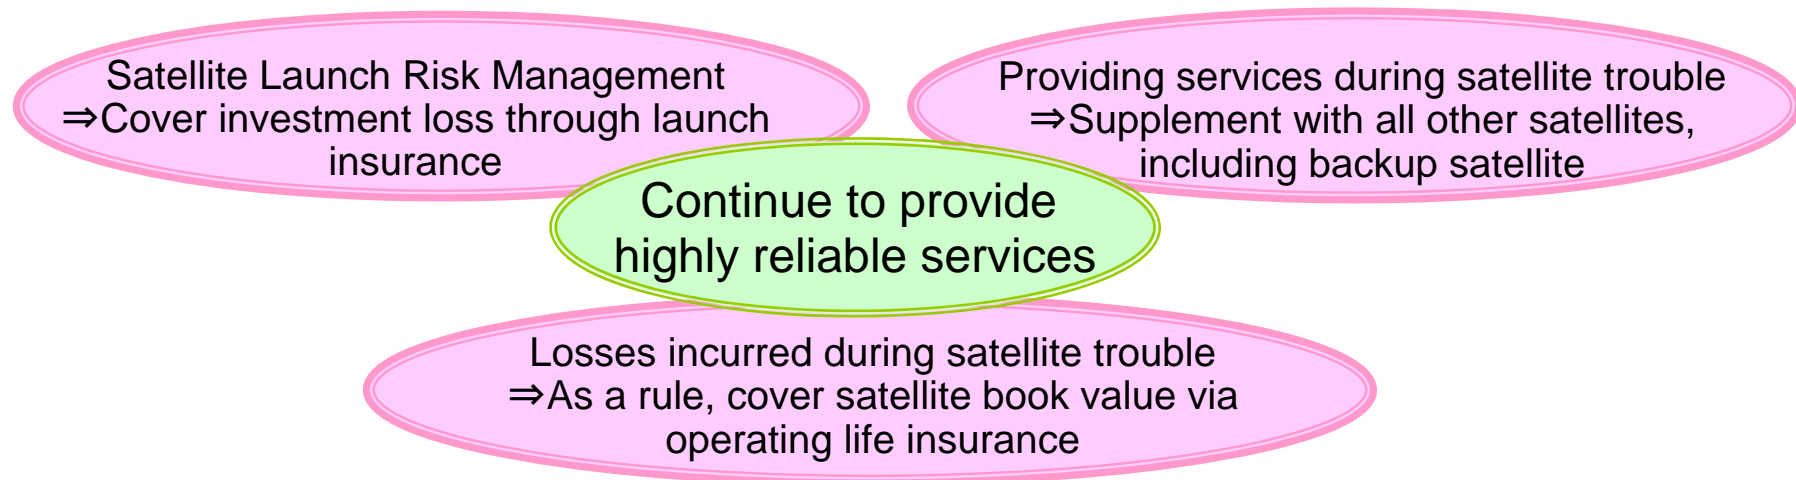 Satellite Launch Risk Management
⇒Cover investment loss through launch
insurance
Providing services during satellite trouble
⇒Supplement with all other satellites,
including backup satellite
Continue to provide
highly reliable services
Losses incurred during satellite trouble
⇒As a rule, cover satellite book value via
operating life insurance